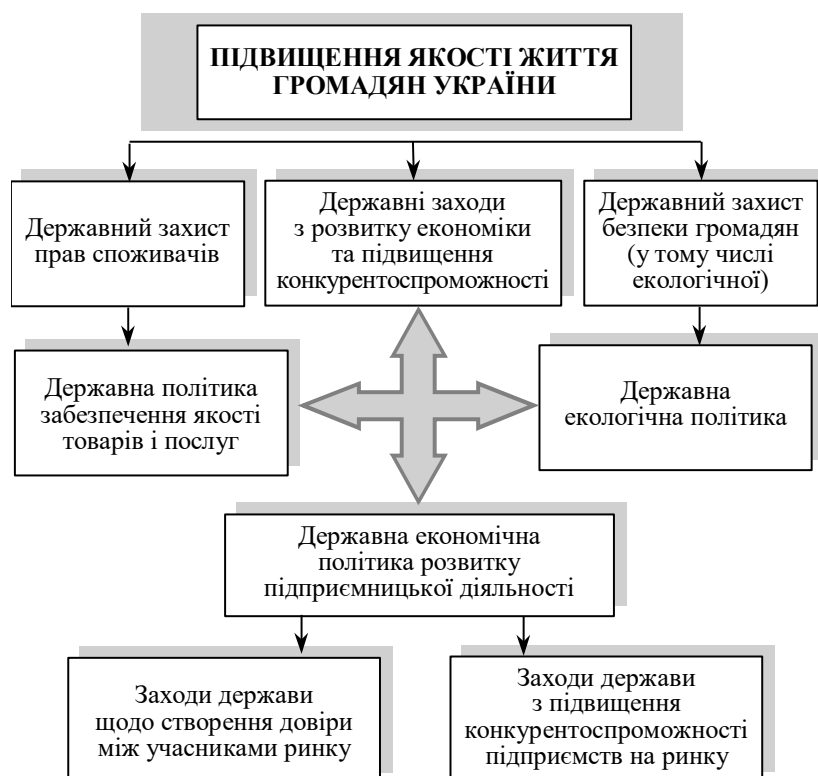 ПІДВИЩЕННЯ ЯКОСТІ ЖИТТЯ
ГРОМАДЯН УКРАЇНИ
Державний захист
прав споживачів
Державні заходи
з розвитку економіки
та підвищення
конкурентоспроможності
Державний захист
безпеки громадян
(у тому числі
екологічної)
Державна політика
забезпечення якості
товарів і послуг
Державна
екологічна політика
Державна економічна
політика розвитку
підприємницької діяльності
Заходи держави
щодо створення довіри
між учасниками ринку
Заходи держави
з підвищення
конкурентоспроможності
підприємств на ринку